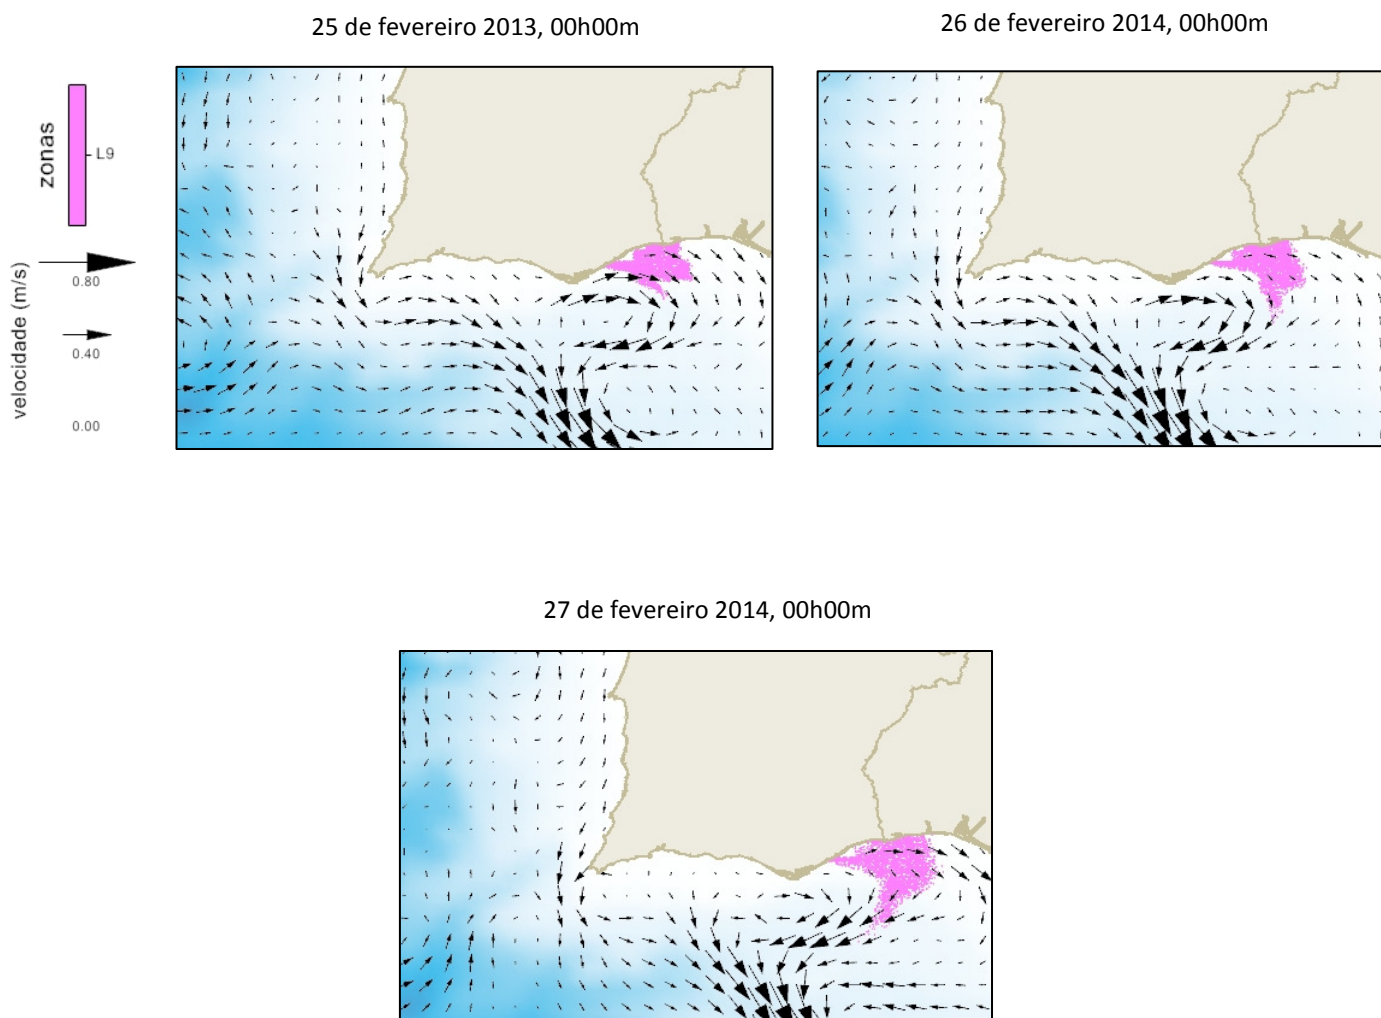 25 de fevereiro 2013, 00h00m
26 de fevereiro 2014, 00h00m
zonas
L9
velocidade (m/s)
0.80
0.40
0.00
27 de fevereiro 2014, 00h00m